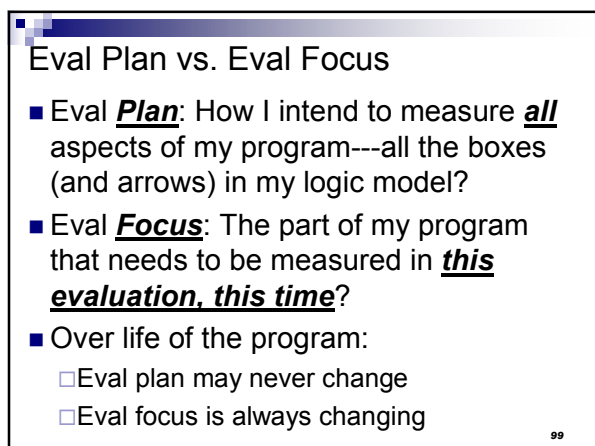 Eval Plan vs. Eval Focus
■ Eval Plan: How I intend to measure all
aspects of my program---all the boxes
(and arrows) in my logic model?
■ Eval Focus: The part of my program
that needs to be measured in this
evaluation, this time?
■ Over life of the program:
□Eval plan may never change
□Eval focus is always changing
99